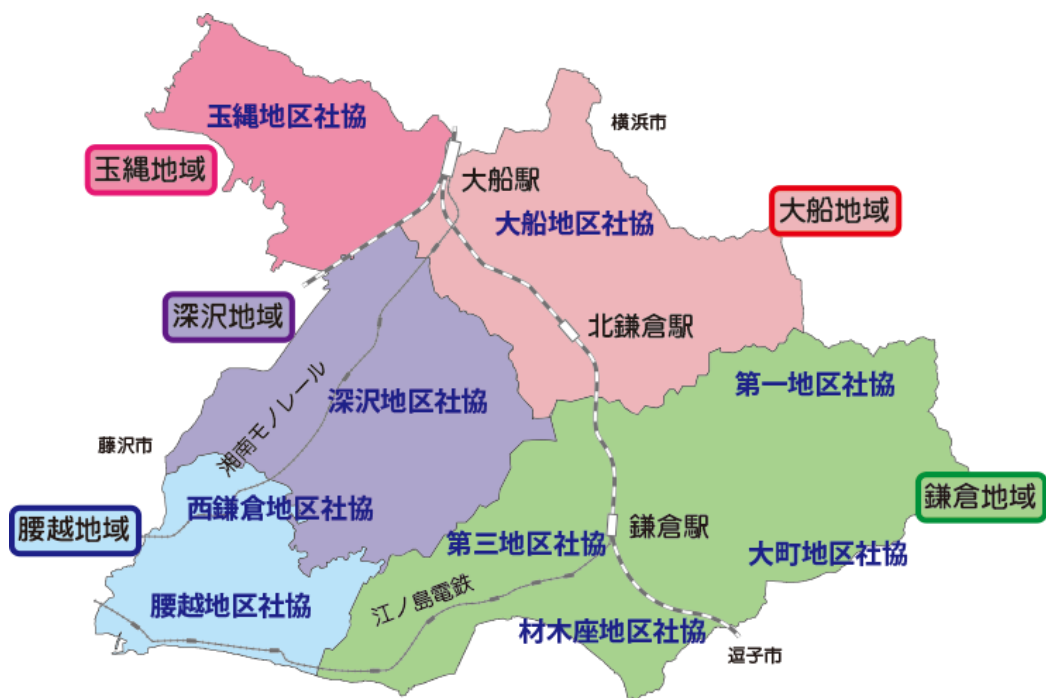 玉縄地区社協
横浜市
玉縄地域
大船駅
大船地区社協
大船地域
深沢地域
北鎌倉駅
第一地区社協
深沢地区社協
湘南モノレール
藤沢市
西鎌倉地区社協
鎌倉地域
腰越地域
第三地区社協
鎌倉駅
大町地区社協
腰越地区社協
江ノ島電鉄
材木座地区社協
逗子市